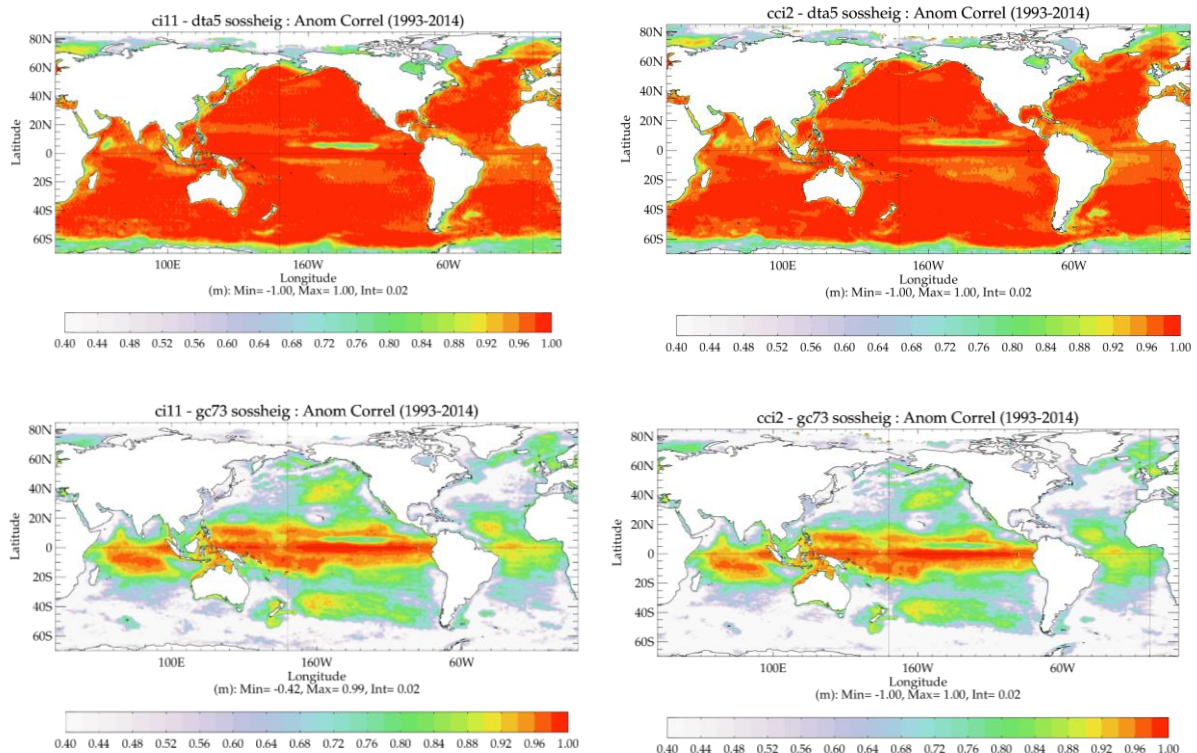 ci11 - dta5 sossheig : Anom Correl (1993-2014)
80N
60N
40N
20N
0
20S
40S
60S
Latitude
100E 160W 60W
Longitude
(m): Min= -1.00, Max= 1.00, Int= 0.02
0.40 0.44 0.48 0.52 0.56 0.60 0.64 0.68 0.72 0.76 0.80 0.84 0.88 0.92 0.96 1.00
cci2 - dta5 sossheig : Anom Correl (1993-2014)
80N
60N
40N
20N
0
20S
40S
60S
Latitude
100E 160W 60W
Longitude
(m): Min= -1.00, Max= 1.00, Int= 0.02
0.40 0.44 0.48 0.52 0.56 0.60 0.64 0.68 0.72 0.76 0.80 0.84 0.88 0.92 0.96 1.00
ci11 - gc73 sossheig : Anom Correl (1993-2014)
80N
60N
40N
20N
0
20S
40S
60S
Latitude
100E 160W 60W
Longitude
(m): Min= -0.42, Max= 0.99, Int= 0.02
0.40 0.44 0.48 0.52 0.56 0.60 0.64 0.68 0.72 0.76 0.80 0.84 0.88 0.92 0.96 1.00
cci2 - gc73 sossheig : Anom Correl (1993-2014)
80N
60N
40N
20N
0
20S
40S
60S
Latitude
100E 160W 60W
Longitude
(m): Min= -1.00, Max= 1.00, Int= 0.02
0.40 0.44 0.48 0.52 0.56 0.60 0.64 0.68 0.72 0.76 0.80 0.84 0.88 0.92 0.96 1.00